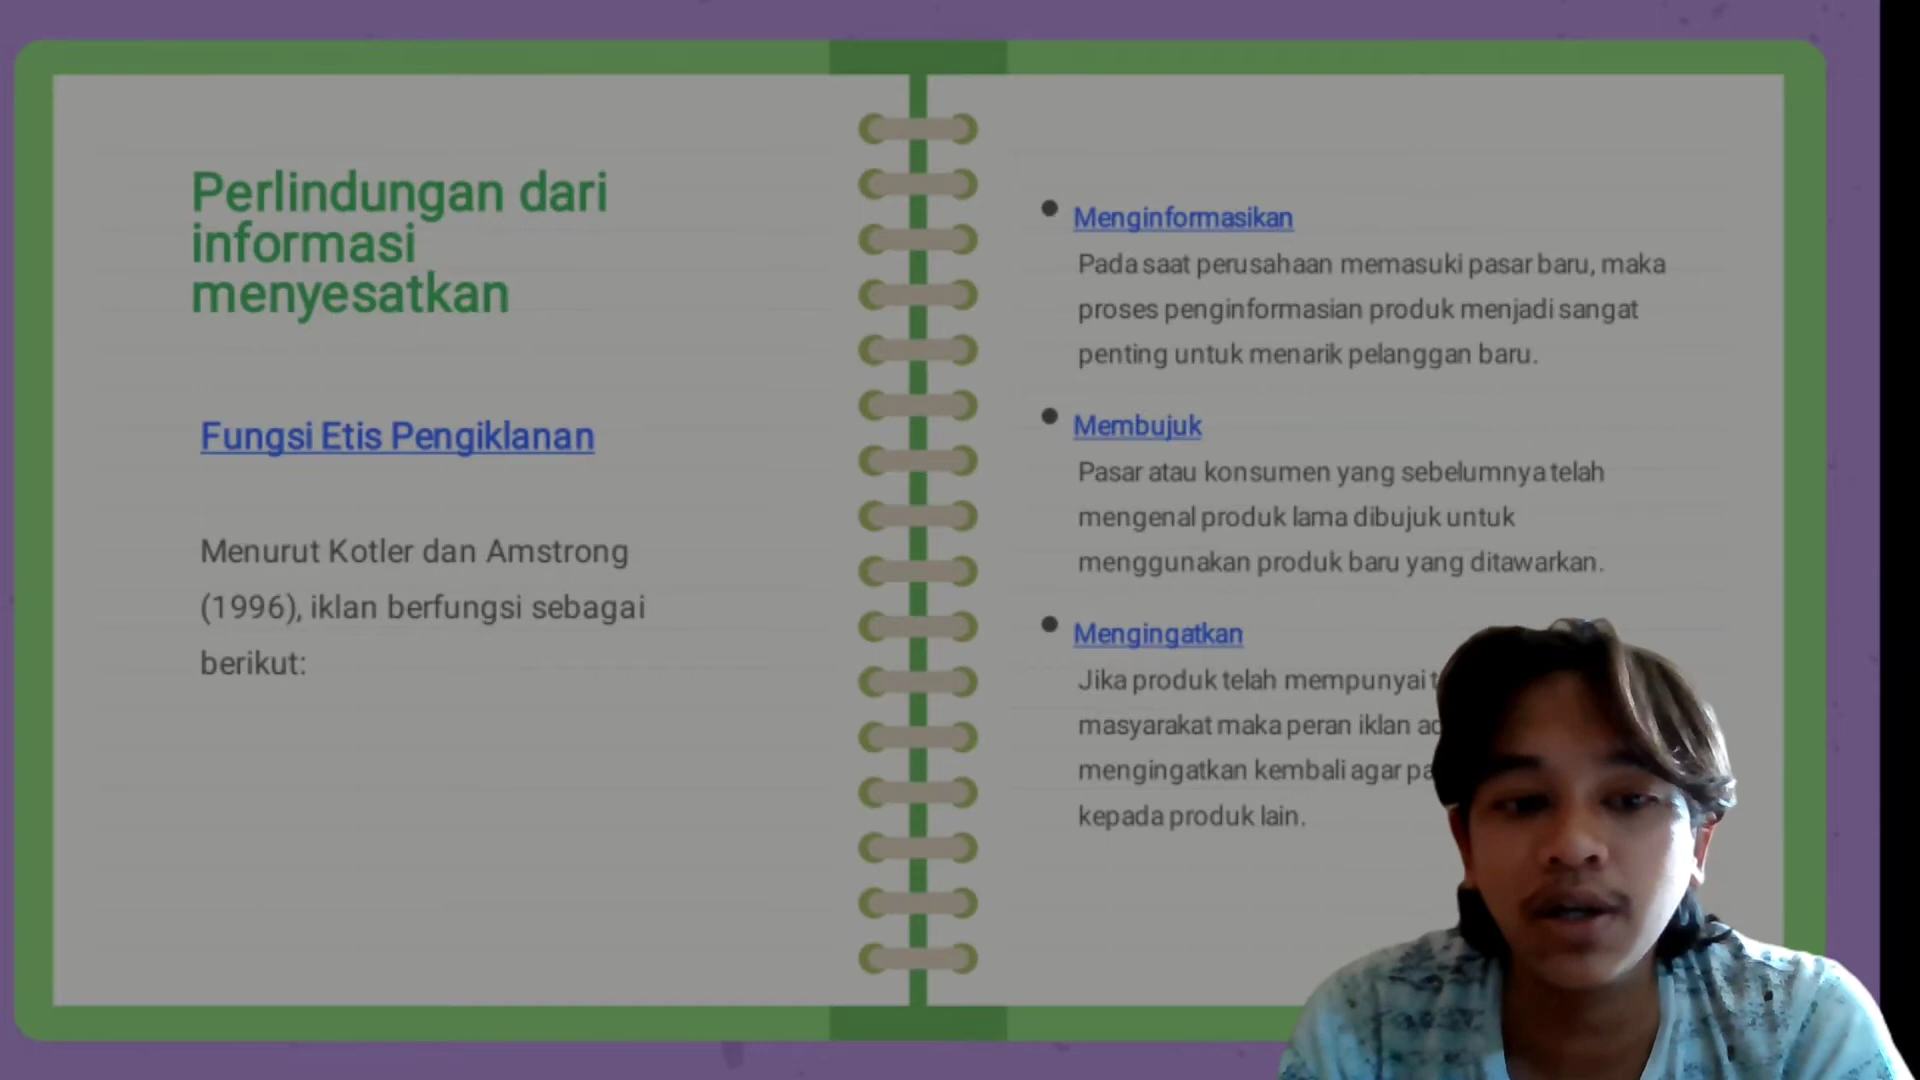 Perlindungan dari
informasi
menyesatkan
Fungsi Etis Pengiklanan
Menurut Kotler dan Amstrong
(1996), iklan berfungsi sebagai
berikut:
Menginformasikan
Pada saat perusahaan memasuki pasar baru, maka
proses penginformasian produk menjadi sangat
penting untuk menarik pelanggan baru.
Membujuk
Pasar atau konsumen yang sebelumnya telah
mengenal produk lama dibujuk untuk
menggunakan produk baru yang ditawarkan.
Mengingatkan
Jika produk telah mempunyai
masyarakat maka peran iklan
mengingatkan kembali agar
kepada produk lain.